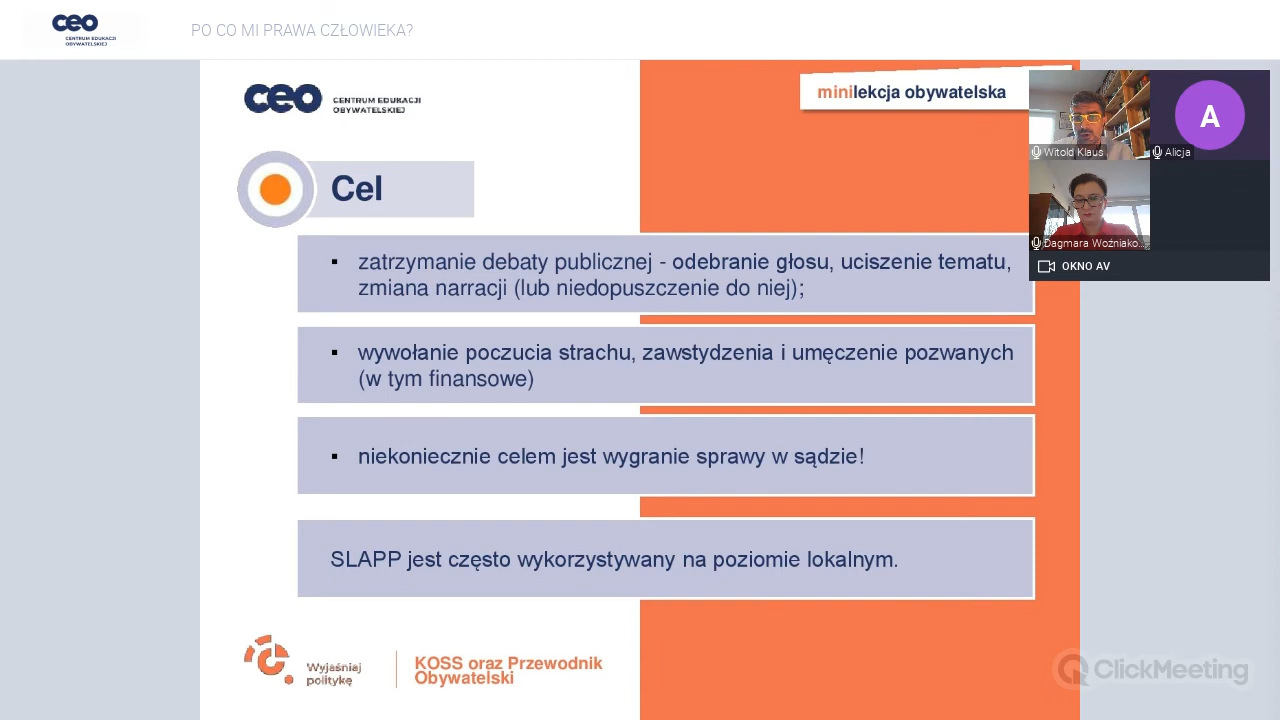 ceo
CENTRUM EDUKACJI
OBYWATELSKIEJ
PO CO MI PRAWA CZŁOWIEKA?
ceo
CENTRUM EDUKACJI
OBYWATELSKIEJ
minilekcja obywatelska
Witold Klaus
A
Alicja
Dagmara Woźniako...
OKNO AV
Cel
▪ zatrzymanie debaty publicznej - odebranie głosu, uciszenie tematu,
zmiana narracji (lub niedopuszczenie do niej);
▪ wywołanie poczucia strachu, zawstydzenia i umęczenie pozwanych
(w tym finansowe)
▪ niekoniecznie celem jest wygranie sprawy w sądzie!
SLAPP jest często wykorzystywany na poziomie lokalnym.
Wyjaśniaj
politykę
KOSS oraz Przewodnik
Obywatelski
ClickMeeting